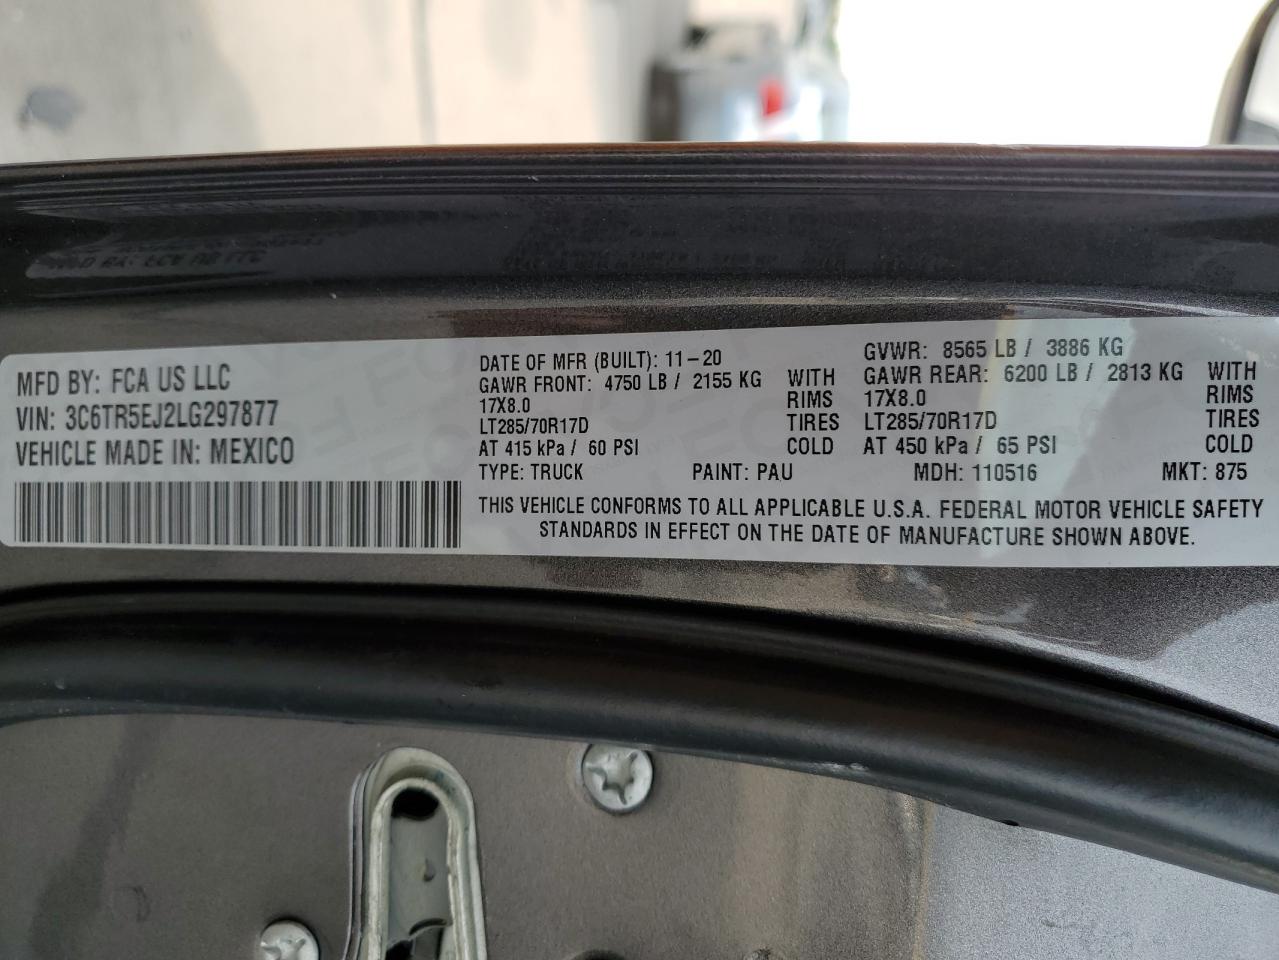 MFD BY: FCA US LLC
VIN: 3C6TR5EJ2LG297877
VEHICLE MADE IN: MEXICO
DATE OF MFR (BUILT): 11-20
GAWR FRONT: 4750 LB / 2155 KG WITH
17X8.0 RIMS
LT285/70R17D TIRES
AT 415 kPa / 60 PSI COLD
GVWR: 8565 LB / 3886 KG
GAWR REAR: 6200 LB / 2813 KG WITH
17X8.0 RIMS
LT285/70R17D TIRES
AT 450 kPa / 65 PSI COLD
TYPE: TRUCK PAINT: PAU MDH: 110516 MKT: 875
THIS VEHICLE CONFORMS TO ALL APPLICABLE U.S.A. FEDERAL MOTOR VEHICLE SAFETY
STANDARDS IN EFFECT ON THE DATE OF MANUFACTURE SHOWN ABOVE.